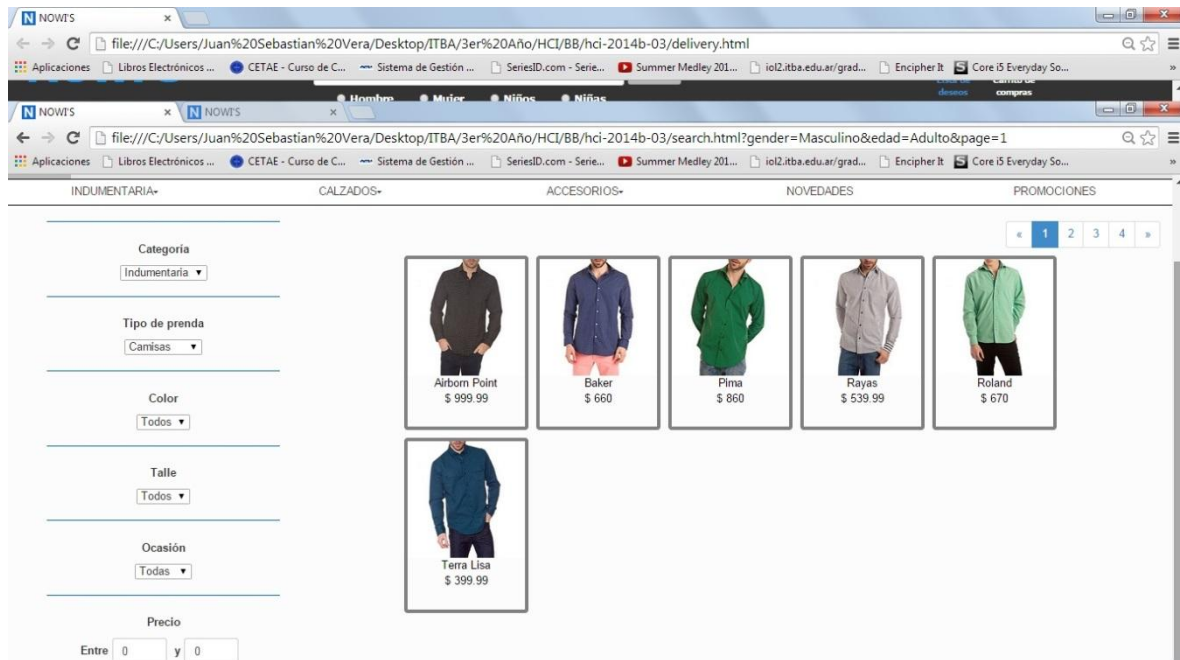 NOWI'S
file:///C:/Users/Juan%20Sebastian%20Vera/Desktop/ITBA/3er%20Año/HCI/BB/hci-2014b-03/delivery.html
Aplicaciones Libros Electrónicos ... CETAE - Curso de C... Sistema de Gestión ... SeriesID.com - Serie... Summer Medley 201... iol2.itba.edu.ar/grad... Encipher It Core i5 Everyday So... »
deseos compras
Hombre Mujer Niños Niñas
NOWI'S NOWI'S
file:///C:/Users/Juan%20Sebastian%20Vera/Desktop/ITBA/3er%20Año/HCI/BB/hci-2014b-03/search.html?gender=Masculino&edad=Adulto&page=1
Aplicaciones Libros Electrónicos ... CETAE - Curso de C... Sistema de Gestión ... SeriesID.com - Serie... Summer Medley 201... iol2.itba.edu.ar/grad... Encipher It Core i5 Everyday So... »
INDUMENTARIA CALZADOS ACCESORIOS NOVEDADES PROMOCIONES
« 1 2 3 4 »
Categoría
Indumentaria
Tipo de prenda
Camisas
Color
Todos
Talle
Todos
Ocasión
Todas
Precio
Entre 0 y 0
Airborn Point
$ 999.99
Baker
$ 660
Pima
$ 860
Rayas
$ 539.99
Roland
$ 670
Terra Lisa
$ 399.99